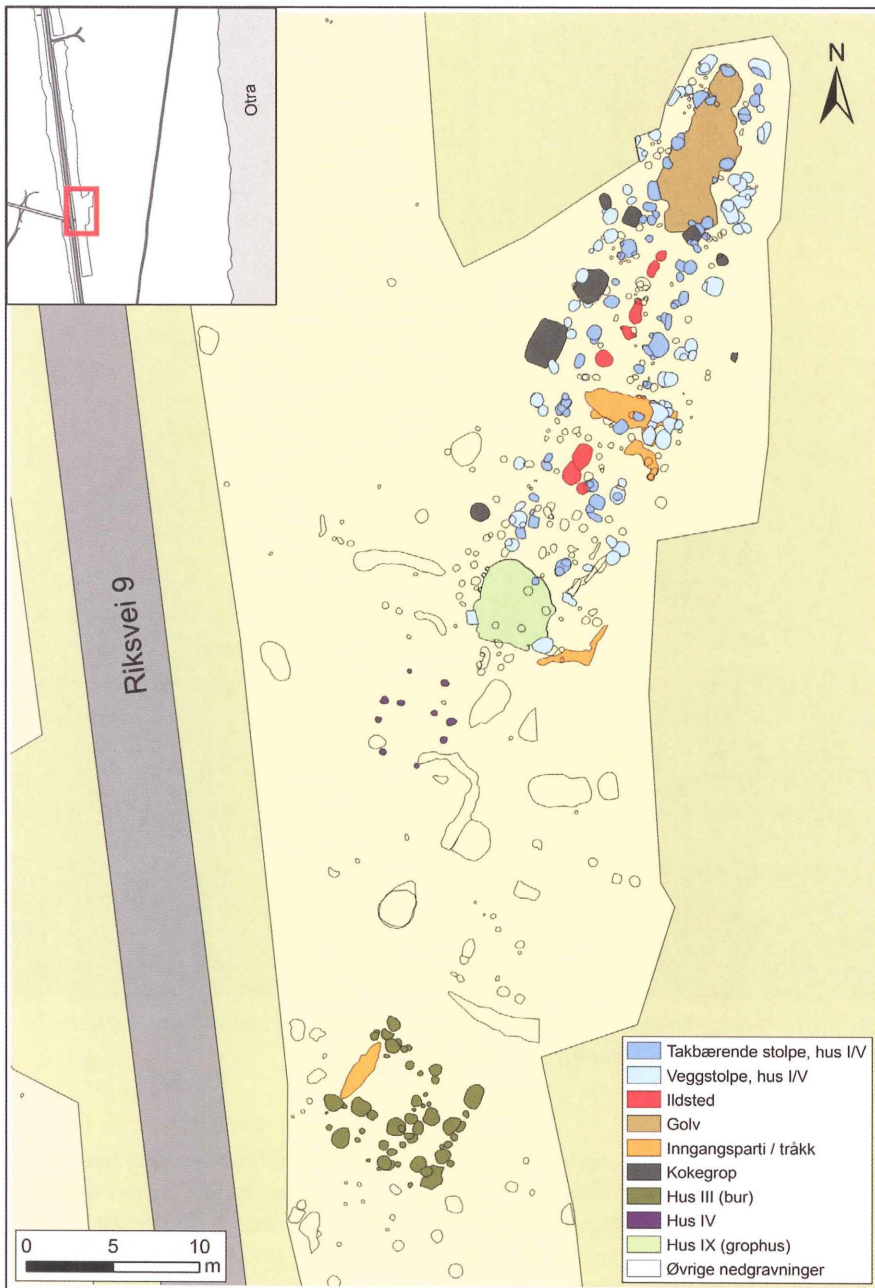 Otra
N
Riksvei 9
Takbærende stolpe, hus I/V
Veggstolpe, hus I/V
Ildsted
Golv
Inngangsparti / tråkk
Kokegrop
Hus III (bur)
Hus IV
Hus IX (grophus)
Øvrige nedgravninger
0 5 10
m